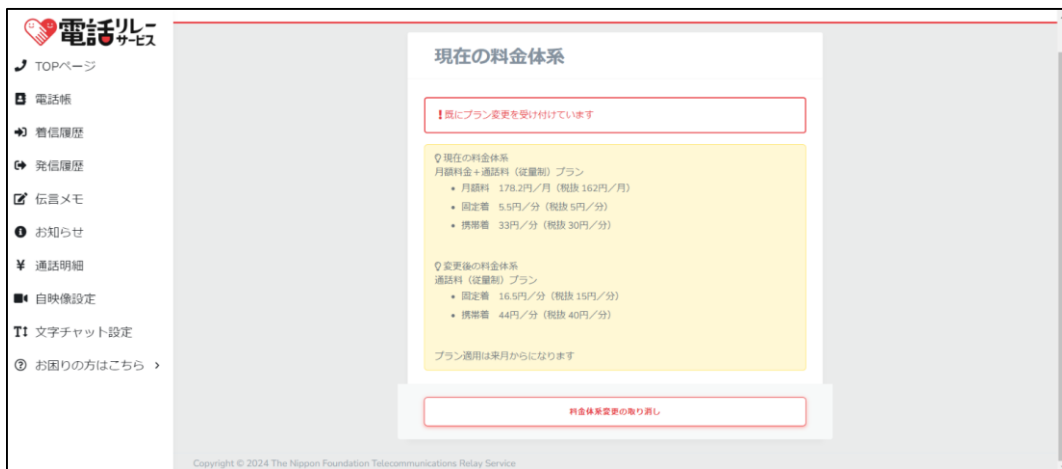 電話リレーサービス
TOPページ
電話帳
着信履歴
発信履歴
伝言メモ
お知らせ
¥ 通話明細
自映像設定
文字チャット設定
お困りの方はこちら
現在の料金体系
既にプラン変更を受け付けています
現在の料金体系
月額料金+通話料(従量制)プラン
• 月額料 178.2円/月(税抜 162円/月)
• 固定着 5.5円/分(税抜 5円/分)
• 携帯着 33円/分(税抜 30円/分)
変更後の料金体系
通話料(従量制)プラン
• 固定着 16.5円/分(税抜 15円/分)
• 携帯着 44円/分(税抜 40円/分)
プラン適用は来月からになります
料金体系変更の取り消し
Copyright © 2024 The Nippon Foundation Telecommunications Relay Service